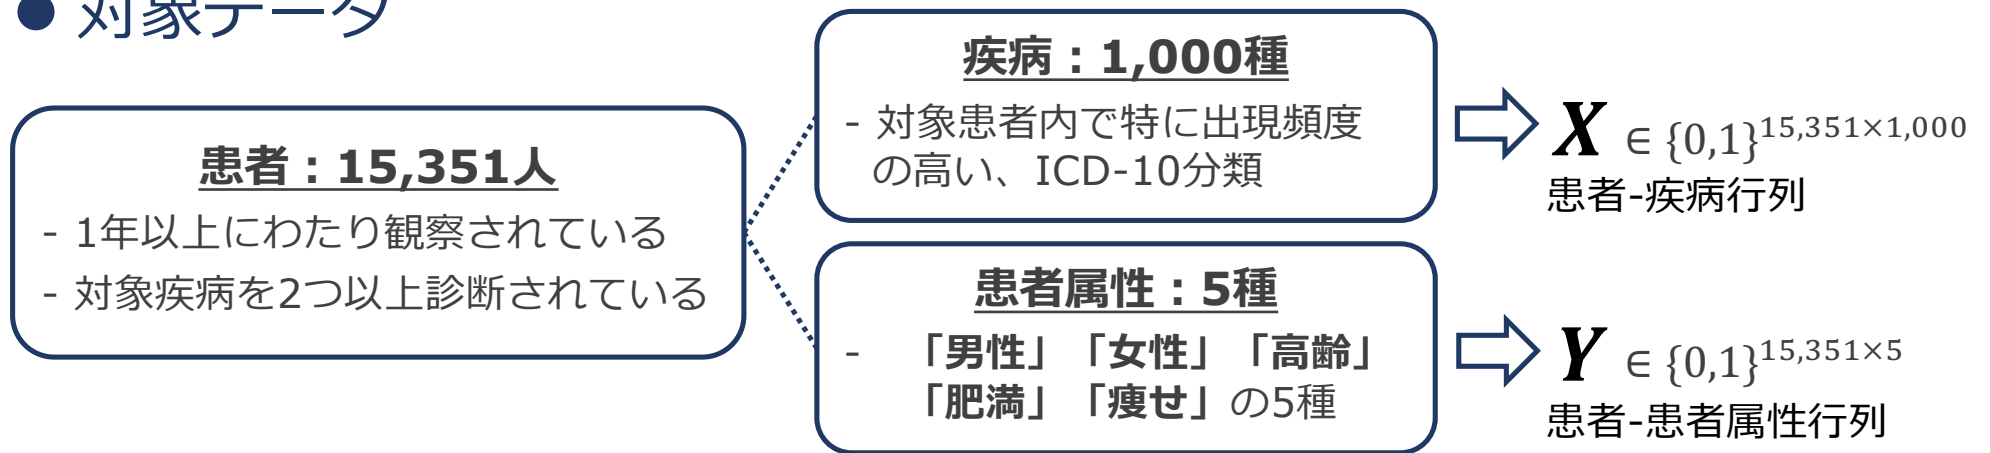 ● 対象データ
患者：15,351人
- 1年以上にわたり観察されている
- 対象疾病を2つ以上診断されている
疾病：1,000種
- 対象患者内で特に出現頻度
の高い、ICD-10分類
X ∈ {0,1}^15,351×1,000
患者-疾病行列
患者属性：5種
- 「男性」「女性」「高齢」
「肥満」「痩せ」の5種
Y ∈ {0,1}^15,351×5
患者-患者属性行列